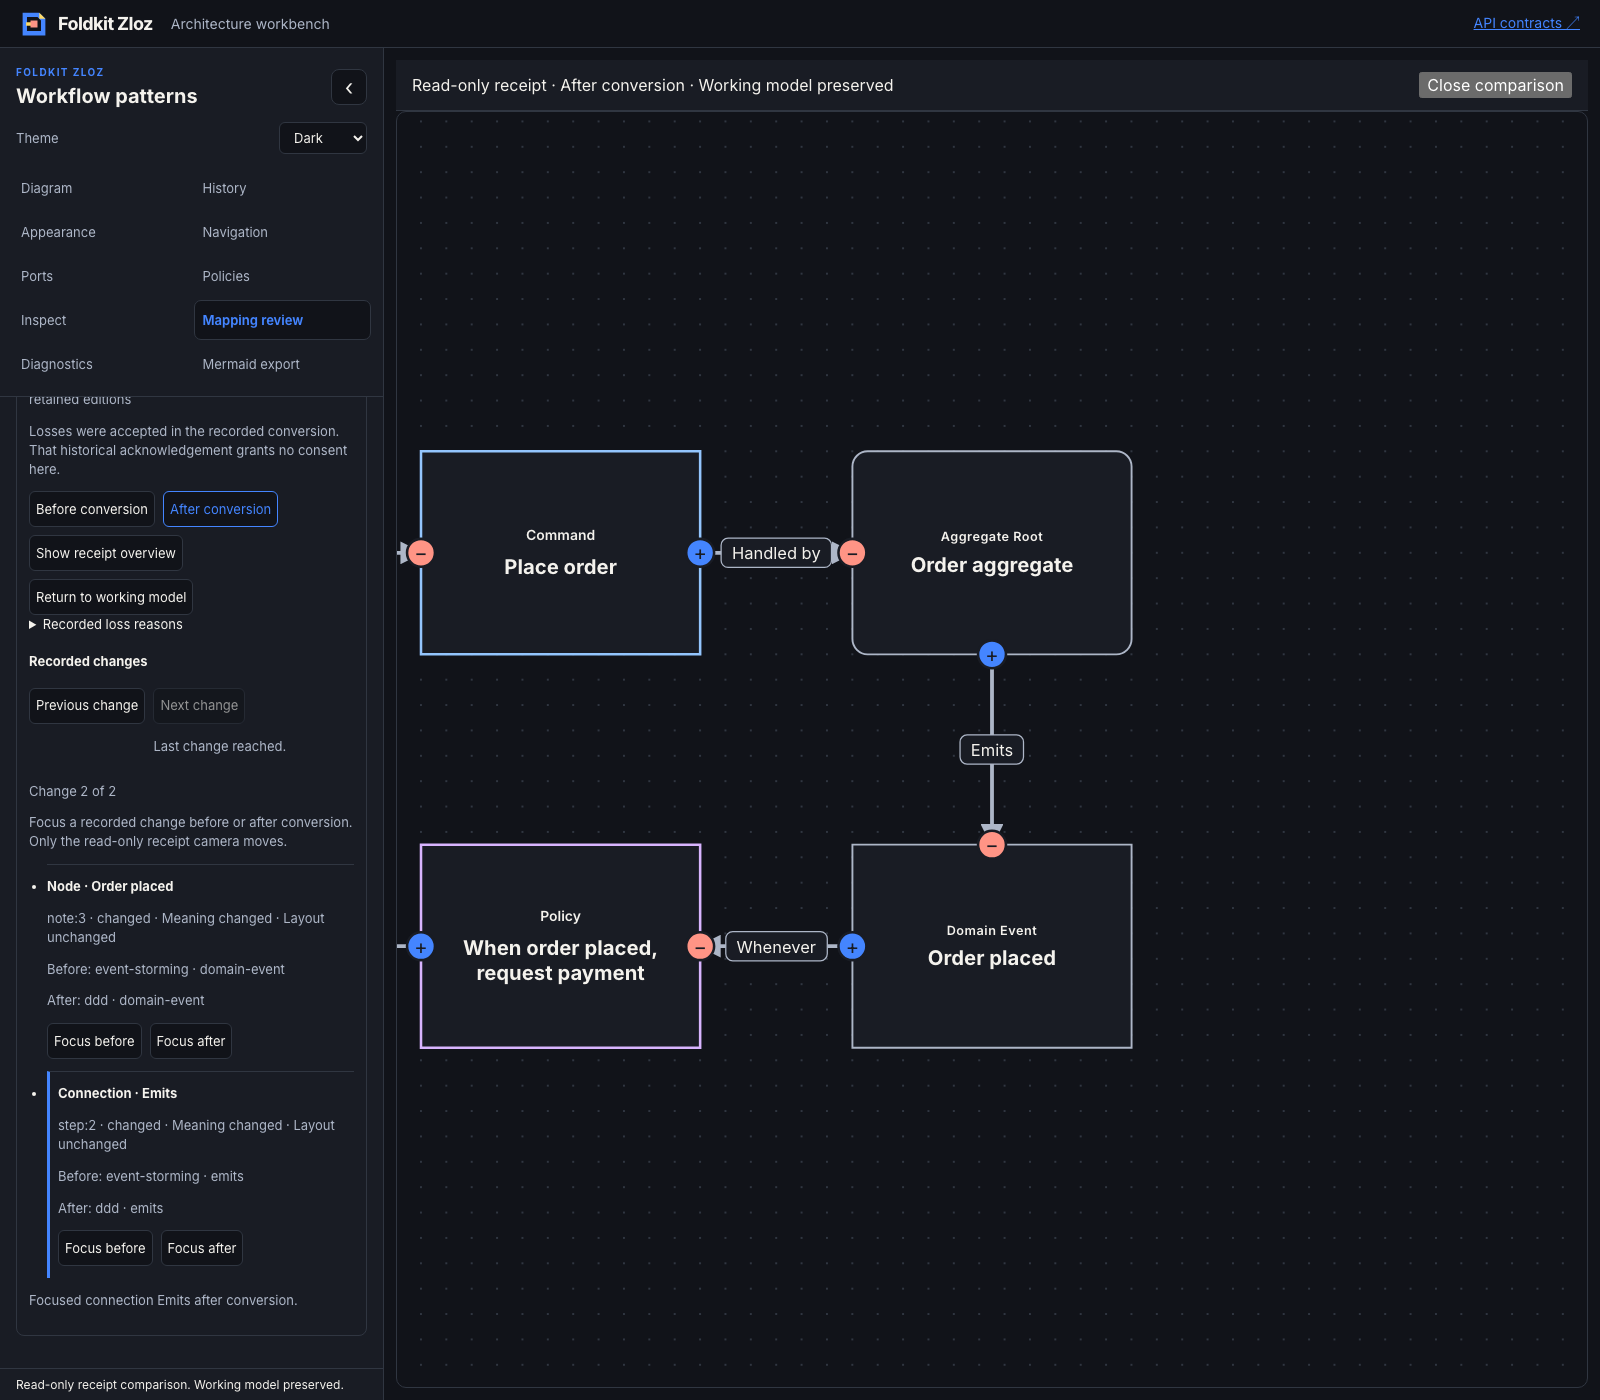 Foldkit Zloz
Architecture workbench
API contracts ↗
FOLDKIT ZLOZ
Workflow patterns
Theme
Dark
Diagram
History
Appearance
Navigation
Ports
Policies
Inspect
Mapping review
Diagnostics
Mermaid export
retained editions
Losses were accepted in the recorded conversion.
That historical acknowledgement grants no consent
here.
Before conversion
After conversion
Show receipt overview
Return to working model
Recorded loss reasons
Recorded changes
Previous change
Next change
Last change reached.
Change 2 of 2
Focus a recorded change before or after conversion.
Only the read-only receipt camera moves.
Node · Order placed
note:3 · changed · Meaning changed · Layout
unchanged
Before: event-storming · domain-event
After: ddd · domain-event
Focus before
Focus after
Connection · Emits
step:2 · changed · Meaning changed · Layout
unchanged
Before: event-storming · emits
After: ddd · emits
Focus before
Focus after
Focused connection Emits after conversion.
Read-only receipt comparison. Working model preserved.
Read-only receipt · After conversion · Working model preserved
Close comparison
Command
Place order
Handled by
Aggregate Root
Order aggregate
Emits
Policy
When order placed,
request payment
Whenever
Domain Event
Order placed